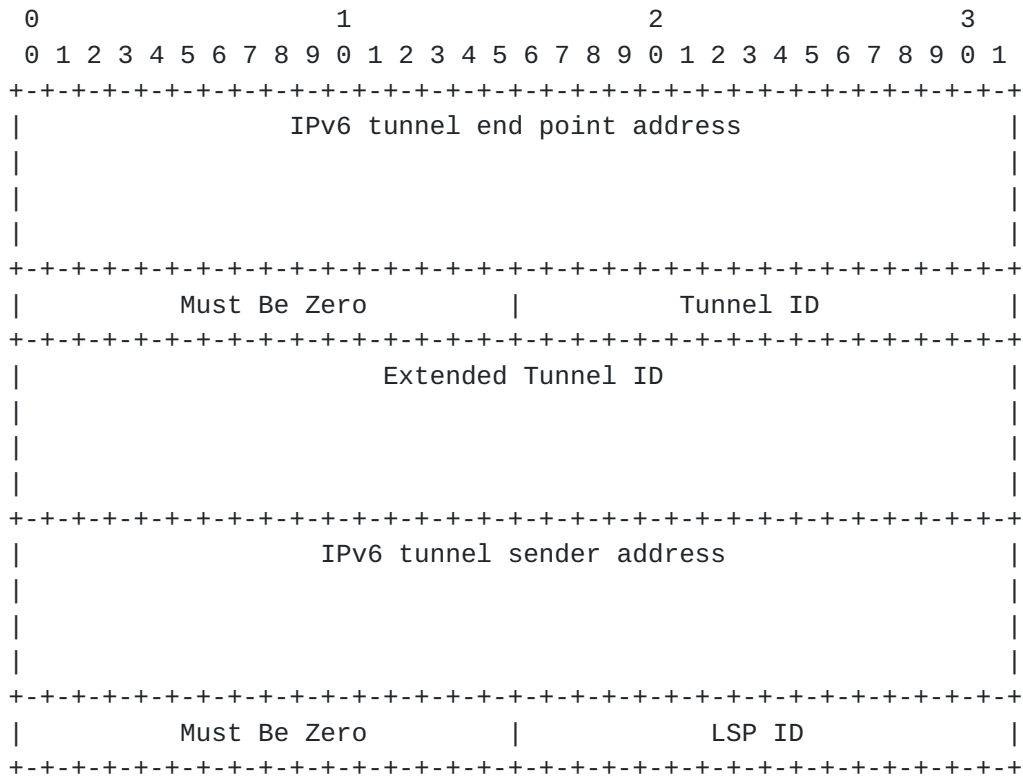 0                   1                   2                   3
 0 1 2 3 4 5 6 7 8 9 0 1 2 3 4 5 6 7 8 9 0 1 2 3 4 5 6 7 8 9 0 1
+-+-+-+-+-+-+-+-+-+-+-+-+-+-+-+-+-+-+-+-+-+-+-+-+-+-+-+-+-+-+-+-+
|                 IPv6 tunnel end point address                 |
|                                                               |
|                                                               |
|                                                               |
+-+-+-+-+-+-+-+-+-+-+-+-+-+-+-+-+-+-+-+-+-+-+-+-+-+-+-+-+-+-+-+-+
|          Must Be Zero         |          Tunnel ID            |
+-+-+-+-+-+-+-+-+-+-+-+-+-+-+-+-+-+-+-+-+-+-+-+-+-+-+-+-+-+-+-+-+
|                       Extended Tunnel ID                      |
|                                                               |
|                                                               |
|                                                               |
+-+-+-+-+-+-+-+-+-+-+-+-+-+-+-+-+-+-+-+-+-+-+-+-+-+-+-+-+-+-+-+-+
|                   IPv6 tunnel sender address                  |
|                                                               |
|                                                               |
|                                                               |
+-+-+-+-+-+-+-+-+-+-+-+-+-+-+-+-+-+-+-+-+-+-+-+-+-+-+-+-+-+-+-+-+
|          Must Be Zero         |            LSP ID             |
+-+-+-+-+-+-+-+-+-+-+-+-+-+-+-+-+-+-+-+-+-+-+-+-+-+-+-+-+-+-+-+-+